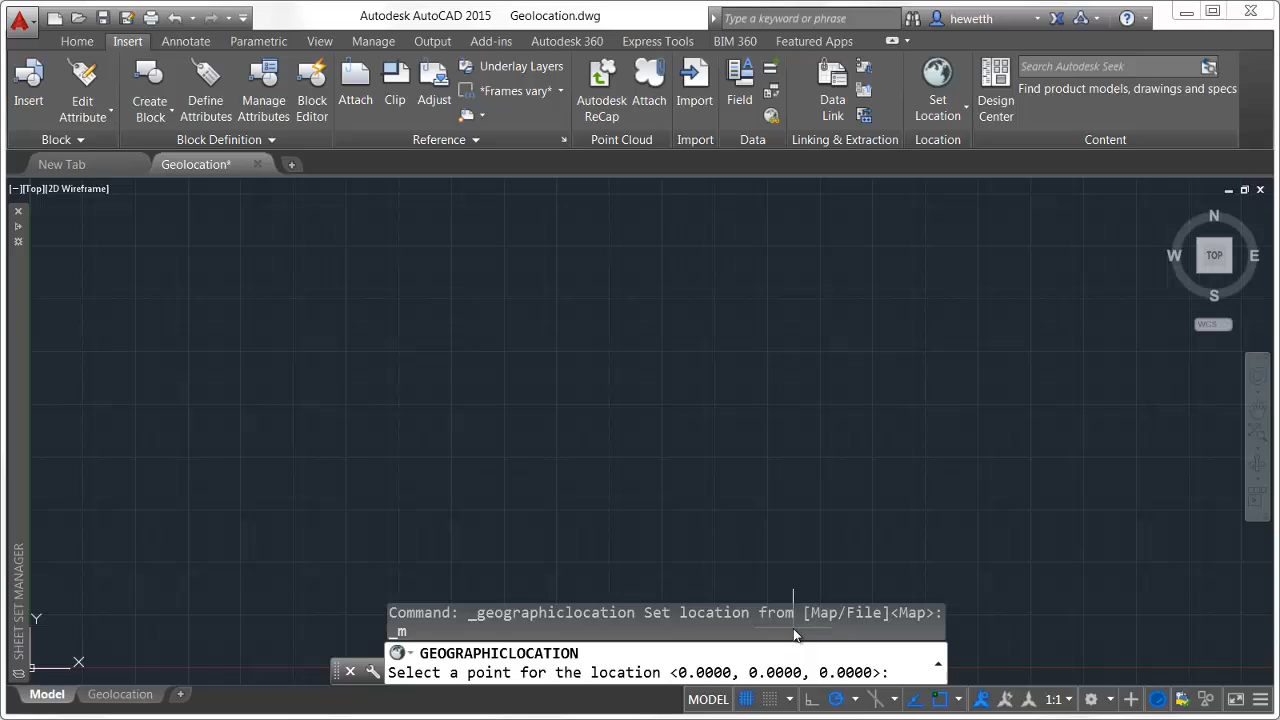 Autodesk AutoCAD 2015 Geolocation.dwg
Type a keyword or phrase
hewetth
Home Insert Annotate Parametric View Manage Output Add-ins Autodesk 360 Express Tools BIM 360 Featured Apps
Insert
Edit
Attribute
Create
Block
Define
Attributes
Manage
Attributes
Block
Editor
Attach
Clip
Adjust
Underlay Layers
*Frames vary*
Autodesk
ReCap
Attach
Import
Field
Data
Link
Set
Location
Design
Center
Search Autodesk Seek
Find product models, drawings and specs
Block
Block Definition
Reference
Point Cloud
Import
Data
Linking & Extraction
Location
Content
New Tab
Geolocation*
[−][Top][2D Wireframe]
N
W TOP E
S
WCS
SHEET SET MANAGER
Y
X
Command: _geographiclocation Set location from [Map/File]<Map>:
_m
GEOGRAPHICLOCATION
Select a point for the location <0.0000, 0.0000, 0.0000>:
Model
Geolocation
MODEL
1:1